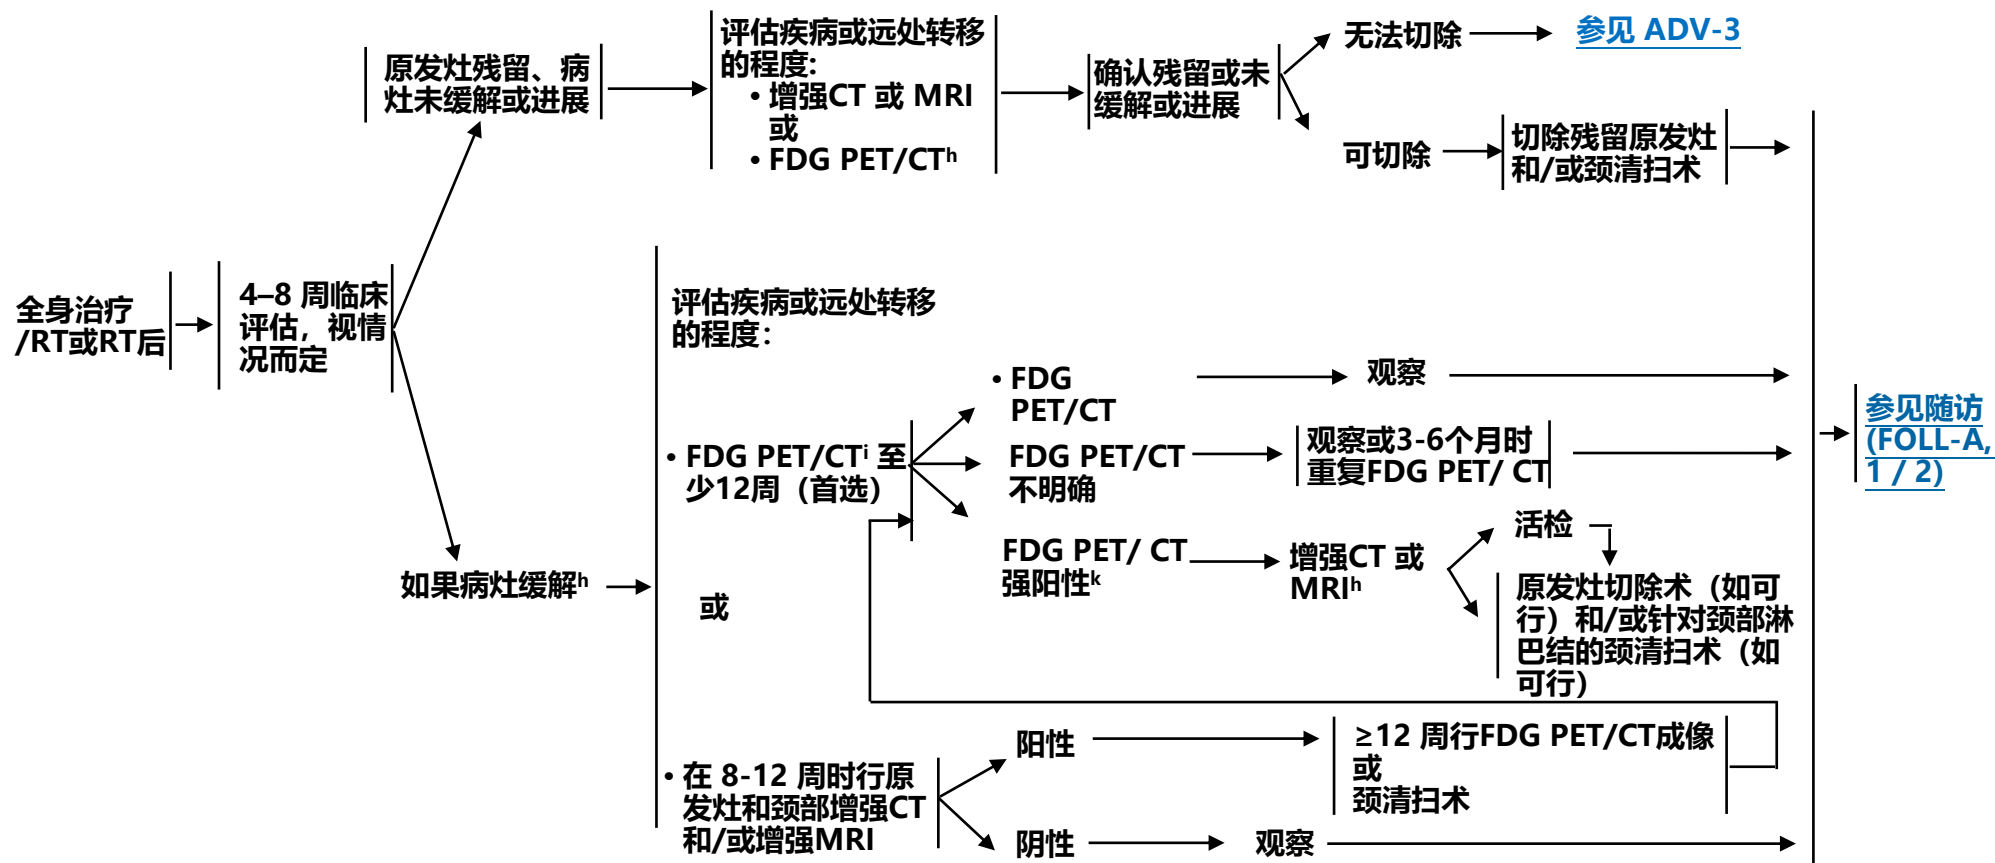 全身治疗
/RT或RT后
4–8 周临床
评估，视情
况而定
原发灶残留、病
灶未缓解或进展
评估疾病或远处转移
的程度:
• 增强CT 或 MRI
或
• FDG PET/CTʰ
确认残留或未
缓解或进展
无法切除
参见 ADV-3
可切除
切除残留原发灶
和/或颈清扫术
如果病灶缓解ʰ
评估疾病或远处转移
的程度：
• FDG PET/CTⁱ 至
少12周（首选）
• FDG
PET/CT
观察
FDG PET/CT
不明确
观察或3-6个月时
重复FDG PET/ CT
FDG PET/ CT
强阳性ᵏ
增强CT 或
MRIʰ
活检
原发灶切除术（如可
行）和/或针对颈部淋
巴结的颈清扫术（如
可行）
或
• 在 8-12 周时行原
发灶和颈部增强CT
和/或增强MRI
阳性
≥12 周行FDG PET/CT成像
或
颈清扫术
阴性
观察
参见随访
(FOLL-A,
1 / 2)